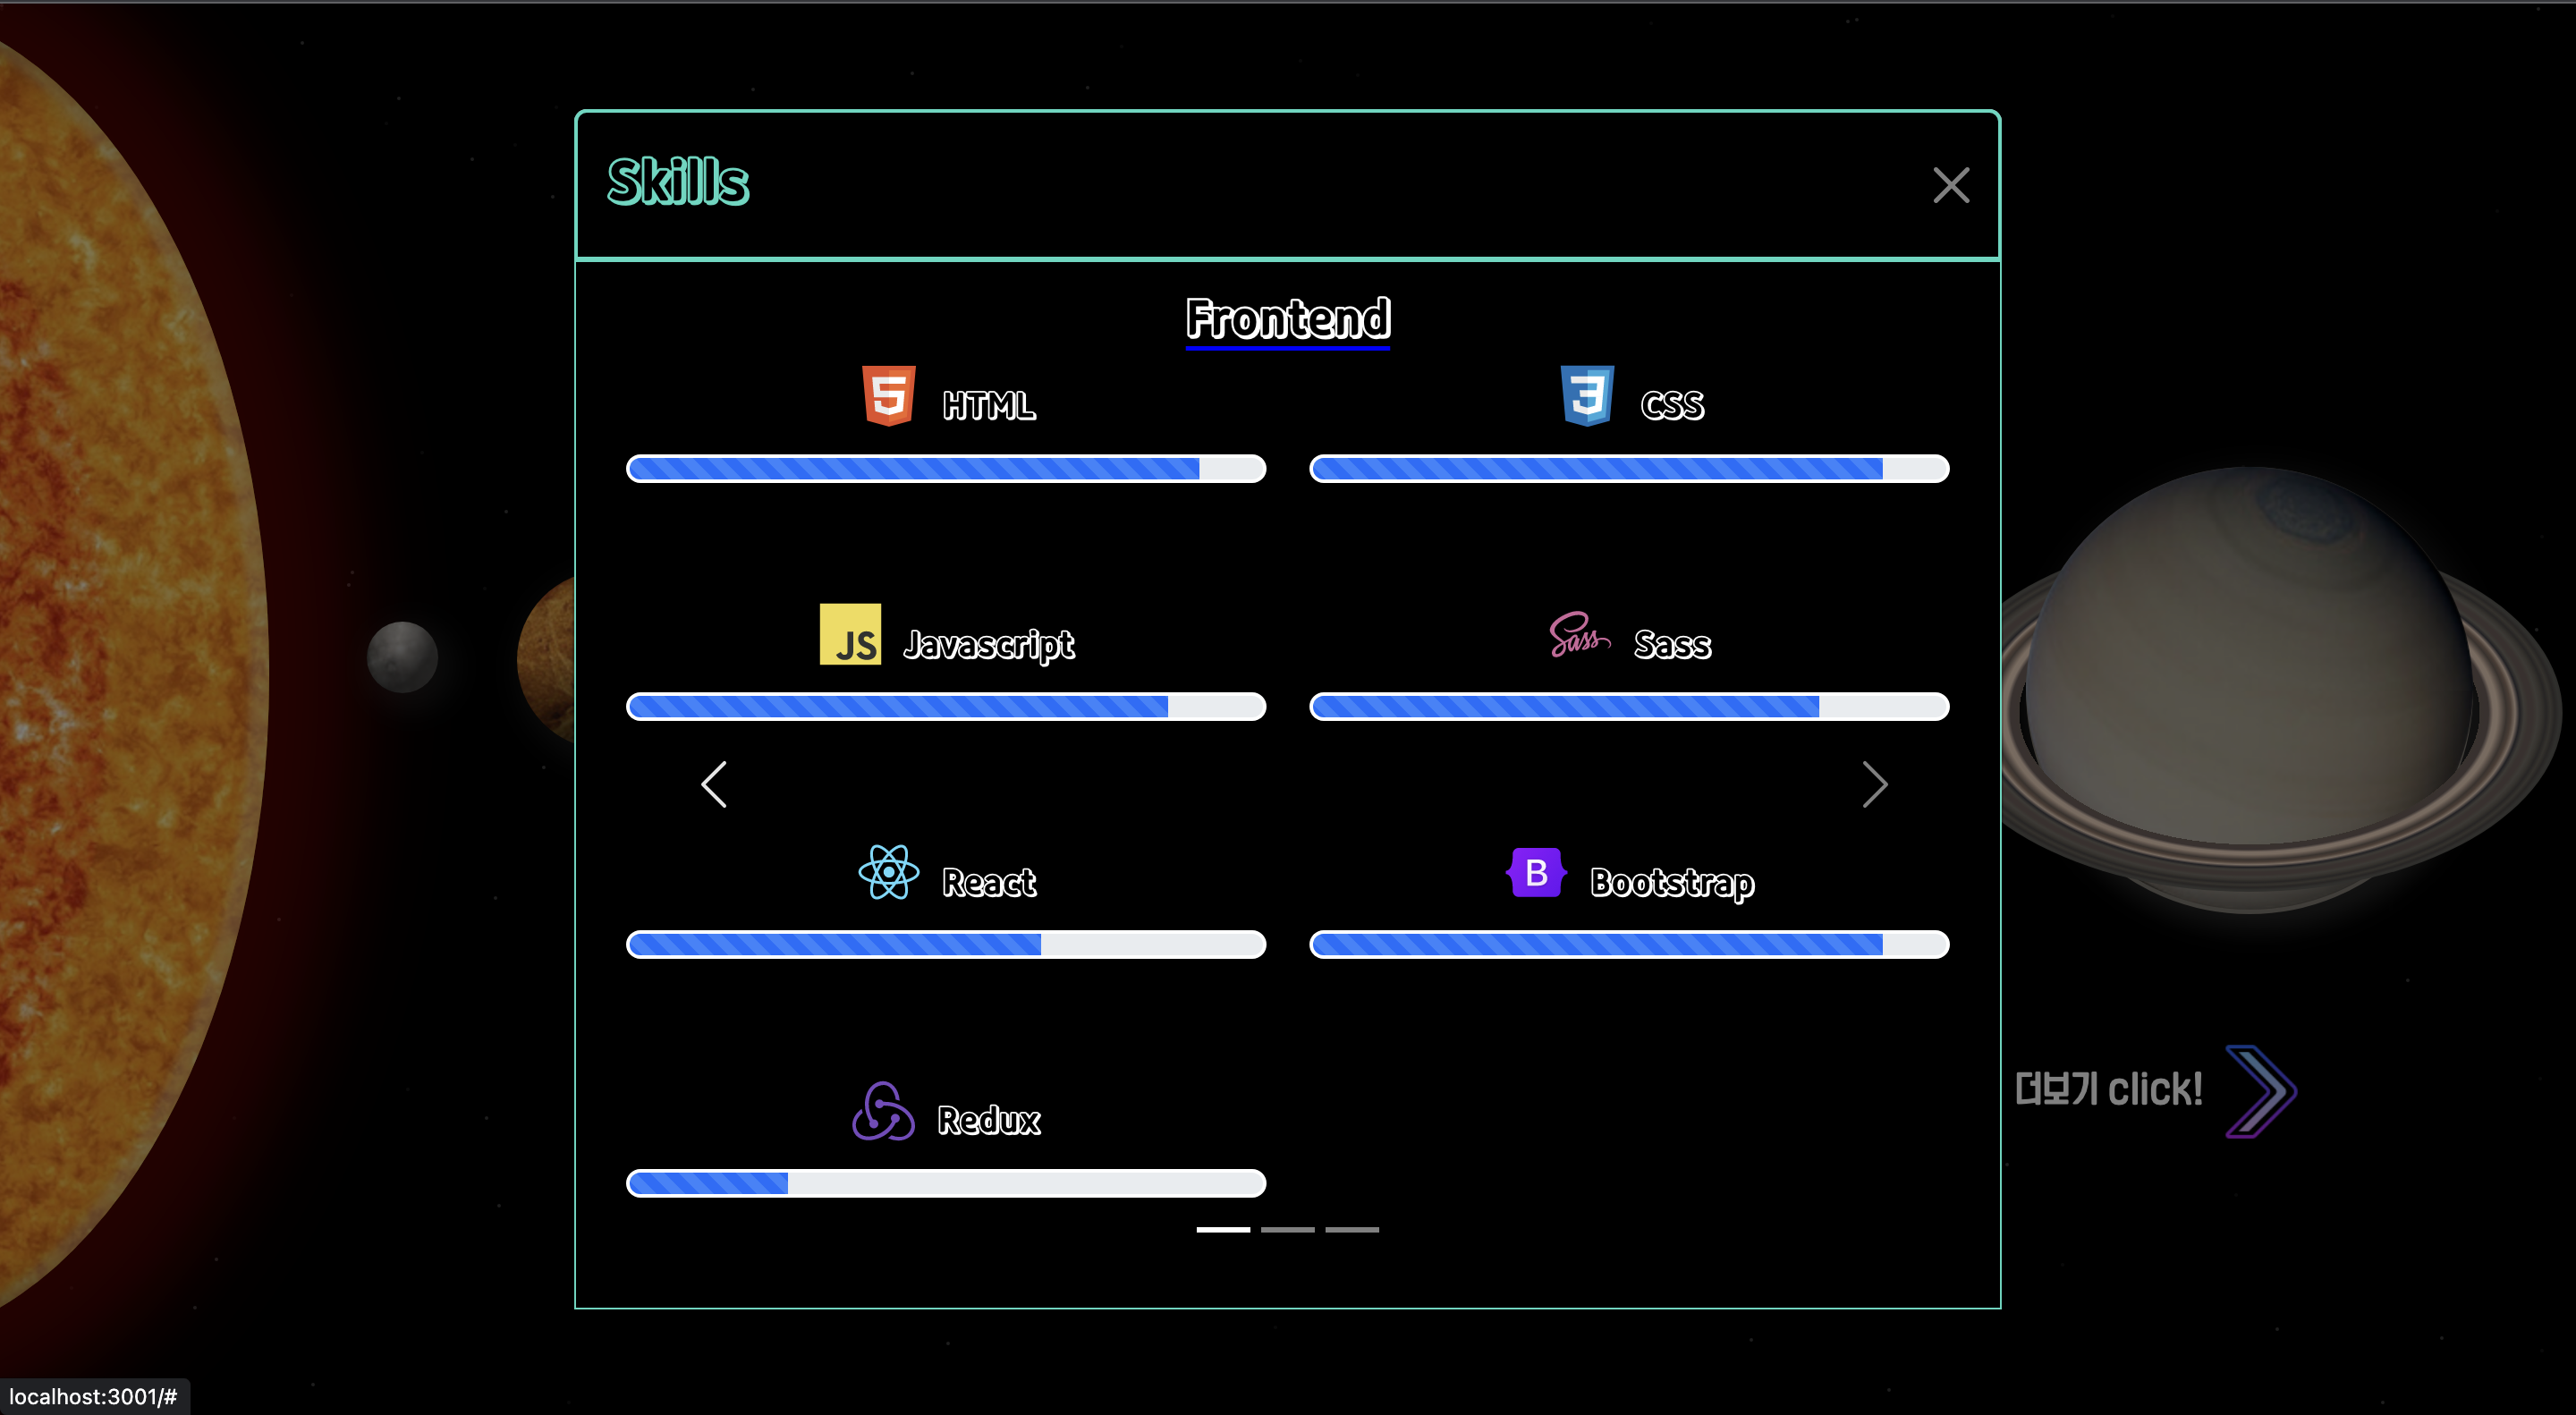 Skills
Frontend
5 HTML
3 CSS
JS Javascript
Sass Sass
React
B Bootstrap
Redux
더보기 click!
localhost:3001/#